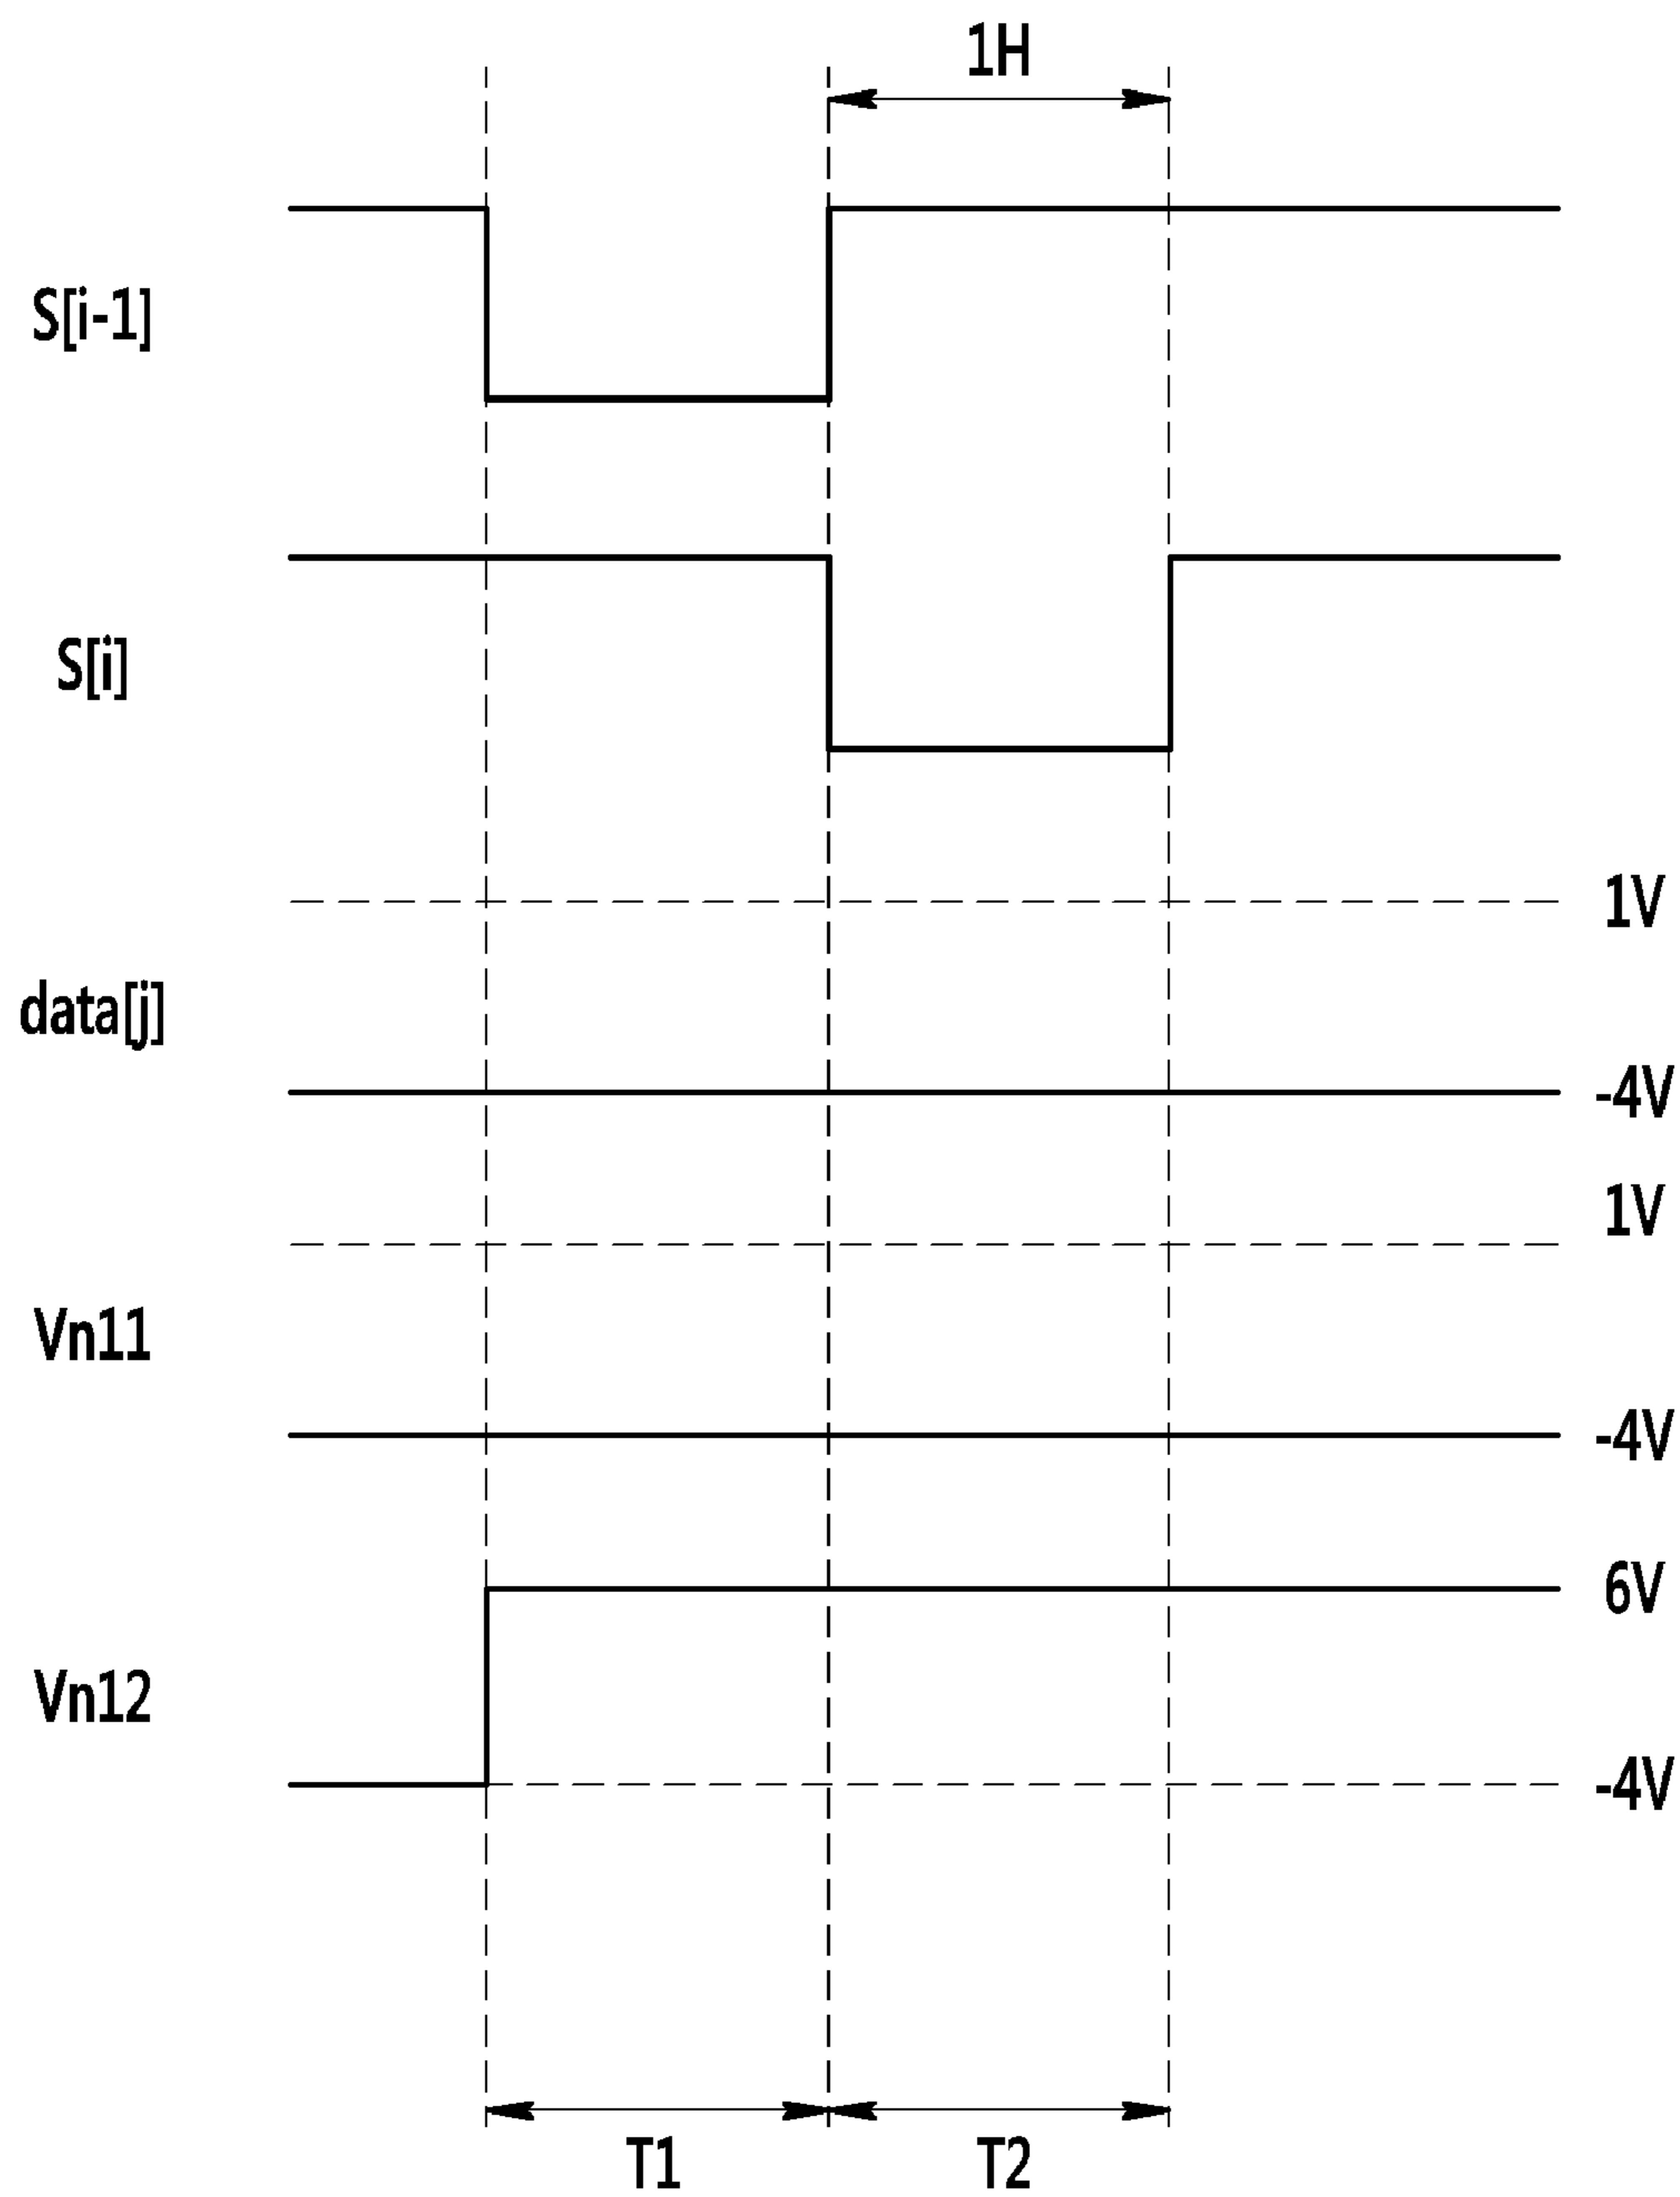 1H
S[i-1]
S[i]
1V
data[j]
-4V
1V
Vn11
-4V
6V
Vn12
-4V
T1 T2